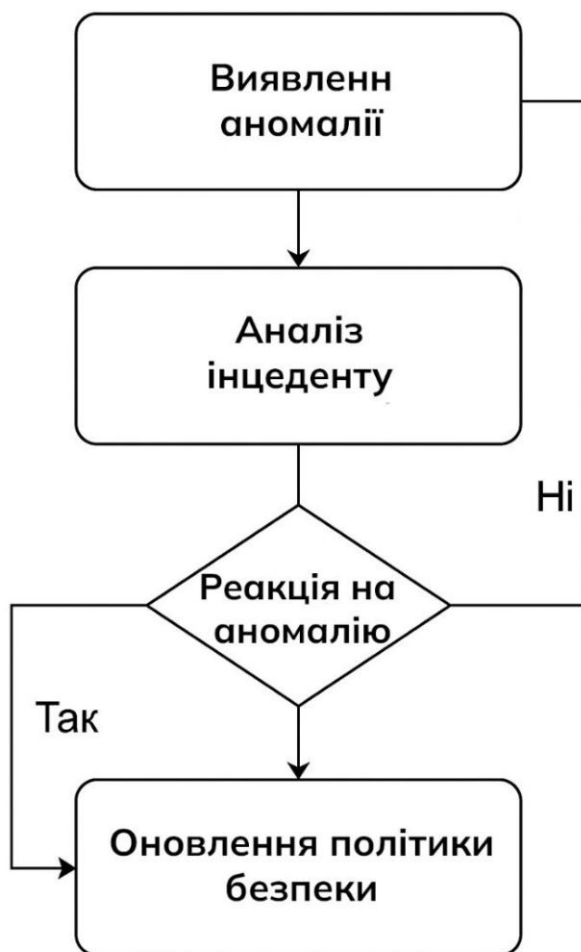 Виявленн
аномалії
Аналіз
інцеденту
Ні
Реакція на
аномалію
Так
Оновлення політики
безпеки